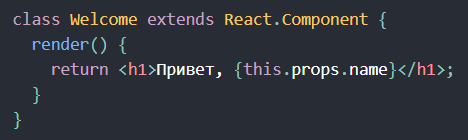 class Welcome extends React.Component {
  render() {
    return <h1>Привет, {this.props.name}</h1>;
  }
}